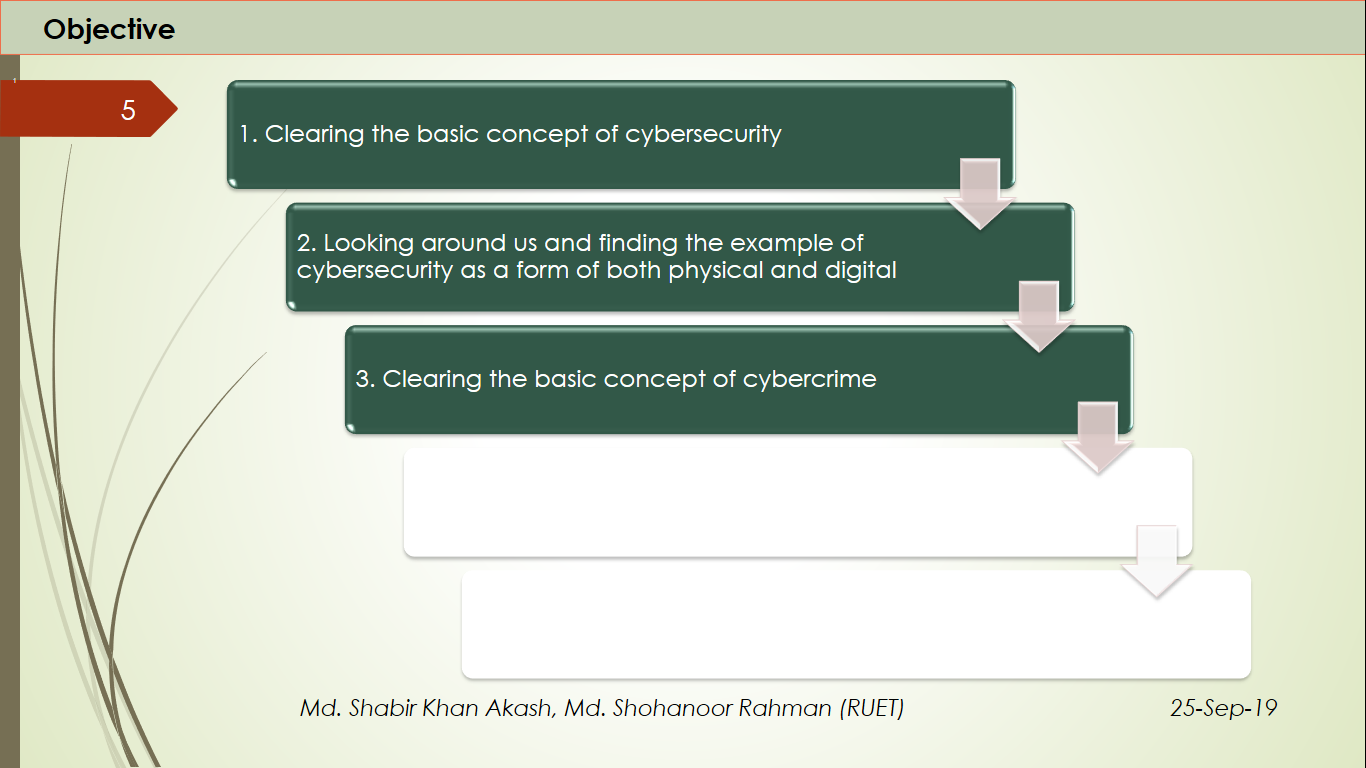 Objective
5
1. Clearing the basic concept of cybersecurity
2. Looking around us and finding the example of
cybersecurity as a form of both physical and digital
3. Clearing the basic concept of cybercrime
Md. Shabir Khan Akash, Md. Shohanoor Rahman (RUET)
25-Sep-19